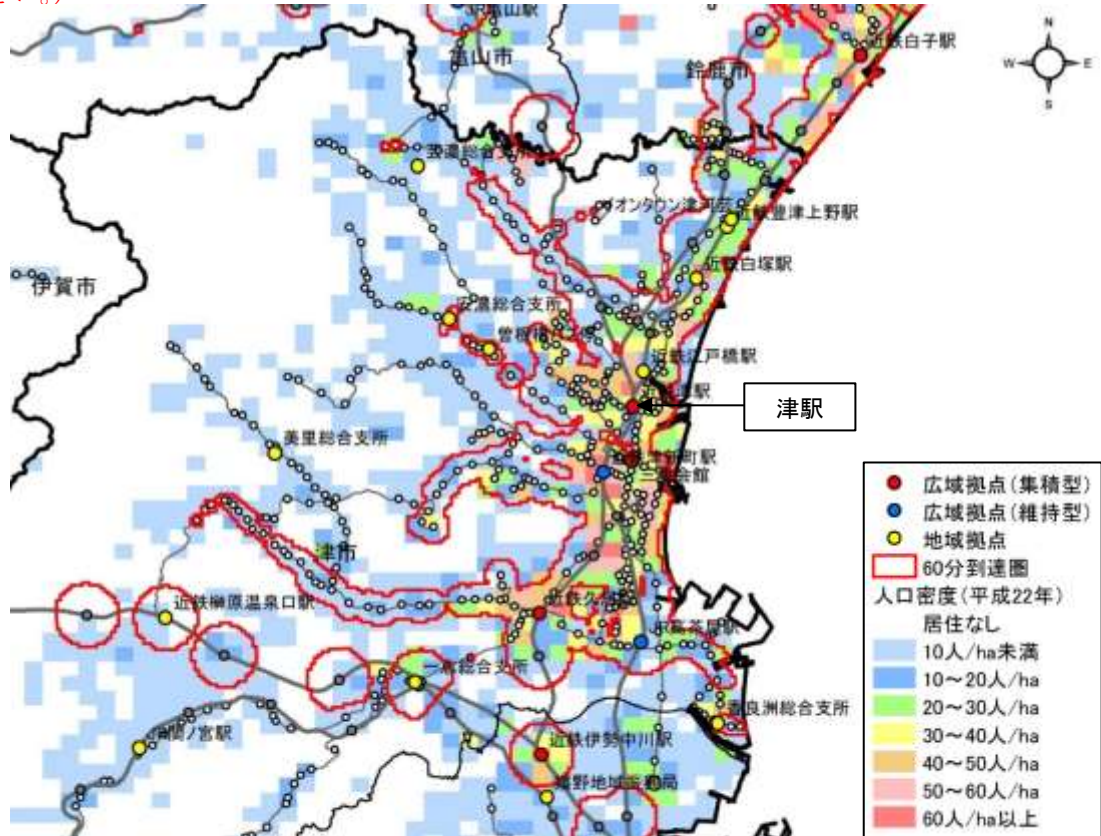 近鉄白子駅
N
W
E
S
亀山市
鈴鹿市
芸濃総合支所
イオンタウン津河芸
近鉄豊津上野駅
近鉄白塚駅
伊賀市
安濃総合支所
近鉄江戸橋駅
津駅
美里総合支所
津市
近鉄榊原温泉口駅
JR高茶屋駅
一志総合支所
香良洲総合支所
近鉄伊勢中川駅
広域拠点(集積型)
広域拠点(維持型)
地域拠点
60分到達圏
人口密度(平成22年)
居住なし
10人/ha未満
10~20人/ha
20~30人/ha
30~40人/ha
40~50人/ha
50~60人/ha
60人/ha以上